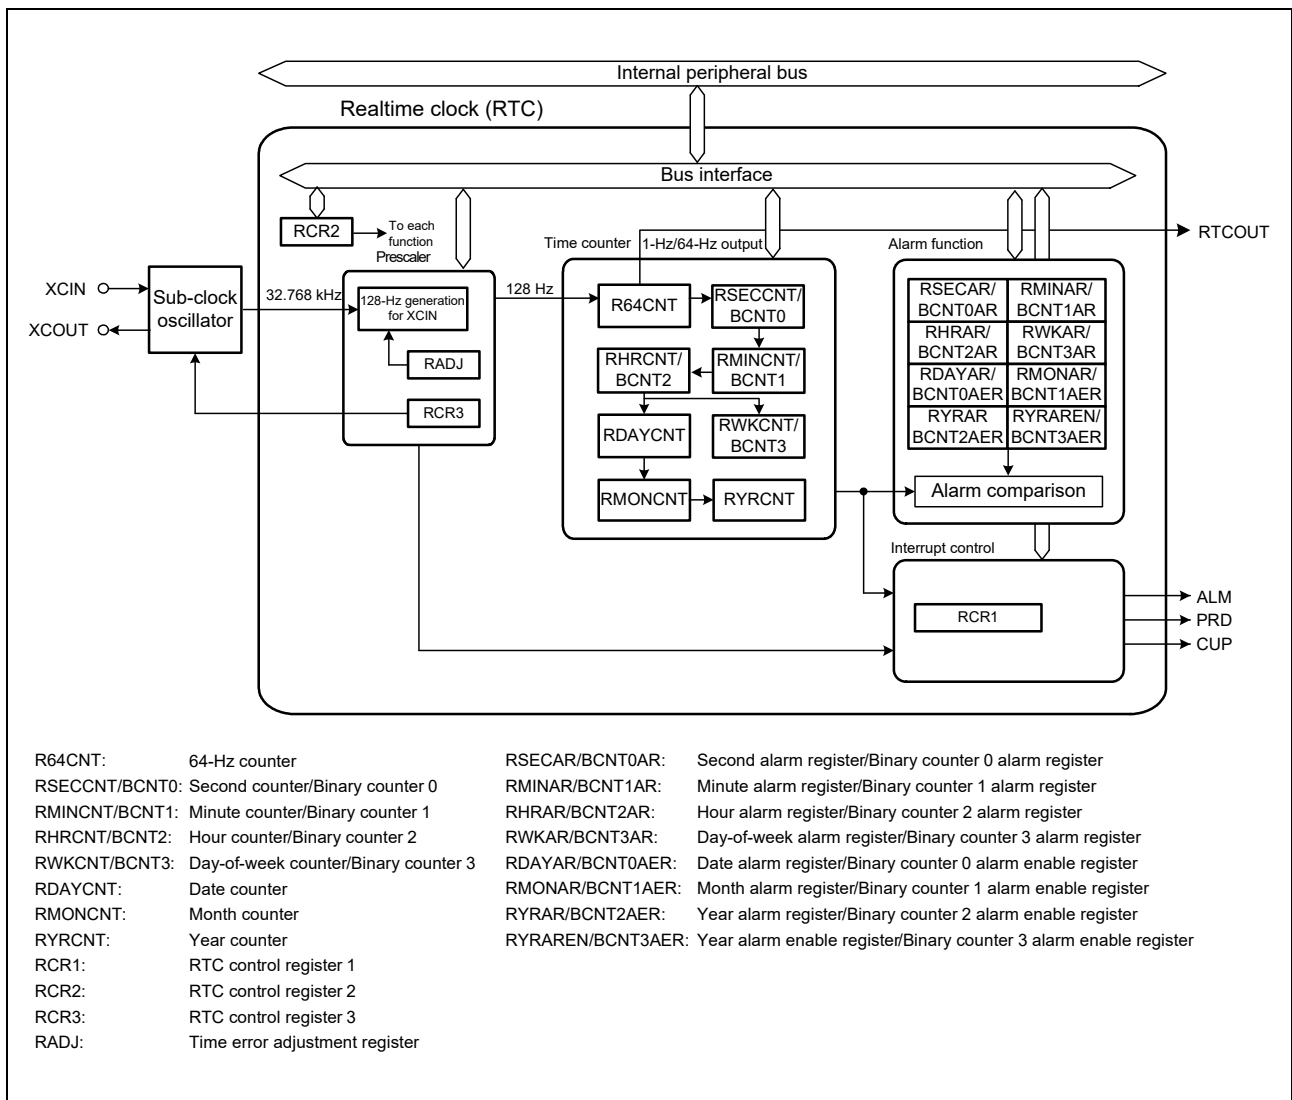 Internal peripheral bus
Realtime clock (RTC)
Bus interface
RCR2
To each
function
Prescaler
Time counter
1-Hz/64-Hz output
Alarm function
RTCOUT
XCIN
XCOUT
Sub-clock
oscillator
32.768 kHz
128-Hz generation
for XCIN
RADJ
RCR3
128 Hz
R64CNT
RSECCNT/
BCNT0
RHRCNT/
BCNT2
RMINCNT/
BCNT1
RDAYCNT
RWKCNT/
BCNT3
RMONCNT
RYRCNT
RSECAR/
BCNT0AR
RMINAR/
BCNT1AR
RHRAR/
BCNT2AR
RWKAR/
BCNT3AR
RDAYAR/
BCNT0AER
RMONAR/
BCNT1AER
RYRAR
BCNT2AER
RYRAREN/
BCNT3AER
Alarm comparison
Interrupt control
RCR1
ALM
PRD
CUP
R64CNT: 64-Hz counter
RSECCNT/BCNT0: Second counter/Binary counter 0
RMINCNT/BCNT1: Minute counter/Binary counter 1
RHRCNT/BCNT2: Hour counter/Binary counter 2
RWKCNT/BCNT3: Day-of-week counter/Binary counter 3
RDAYCNT: Date counter
RMONCNT: Month counter
RYRCNT: Year counter
RCR1: RTC control register 1
RCR2: RTC control register 2
RCR3: RTC control register 3
RADJ: Time error adjustment register
RSECAR/BCNT0AR: Second alarm register/Binary counter 0 alarm register
RMINAR/BCNT1AR: Minute alarm register/Binary counter 1 alarm register
RHRAR/BCNT2AR: Hour alarm register/Binary counter 2 alarm register
RWKAR/BCNT3AR: Day-of-week alarm register/Binary counter 3 alarm register
RDAYAR/BCNT0AER: Date alarm register/Binary counter 0 alarm enable register
RMONAR/BCNT1AER: Month alarm register/Binary counter 1 alarm enable register
RYRAR/BCNT2AER: Year alarm register/Binary counter 2 alarm enable register
RYRAREN/BCNT3AER: Year alarm enable register/Binary counter 3 alarm enable register